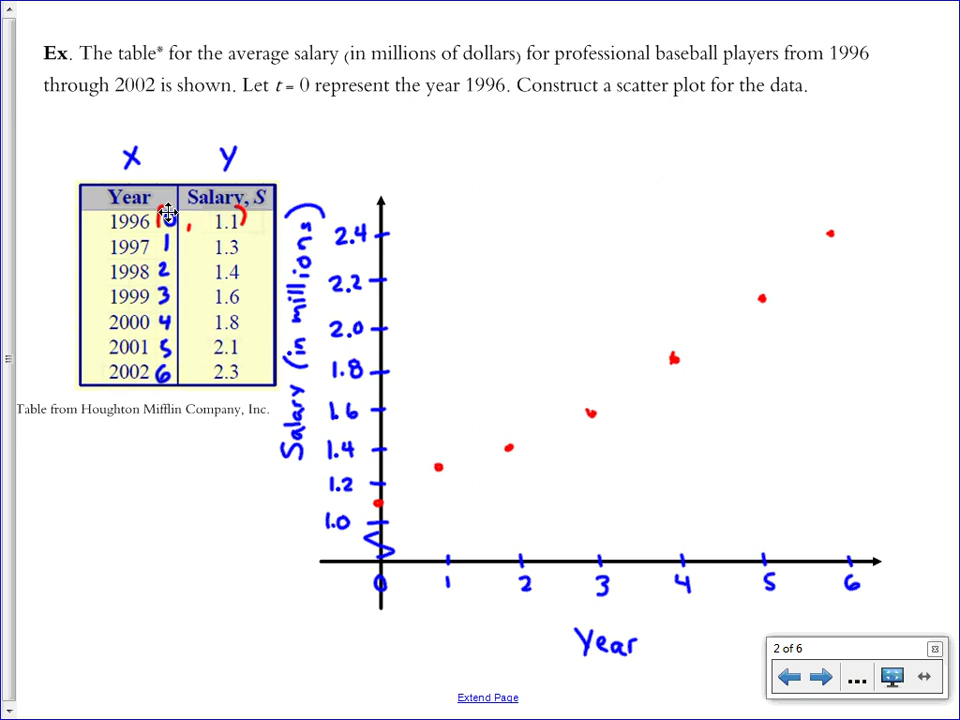 Ex. The table* for the average salary (in millions of dollars) for professional baseball players from 1996
through 2002 is shown. Let t = 0 represent the year 1996. Construct a scatter plot for the data.
X Y
Year Salary, S
1996 (0, 1.1)
1997 1 1.3
1998 2 1.4
1999 3 1.6
2000 4 1.8
2001 5 2.1
2002 6 2.3
Table from Houghton Mifflin Company, Inc.
Salary (in millions)
2.4
2.2
2.0
1.8
1.6
1.4
1.2
1.0
0 1 2 3 4 5 6
Year
2 of 6
Extend Page